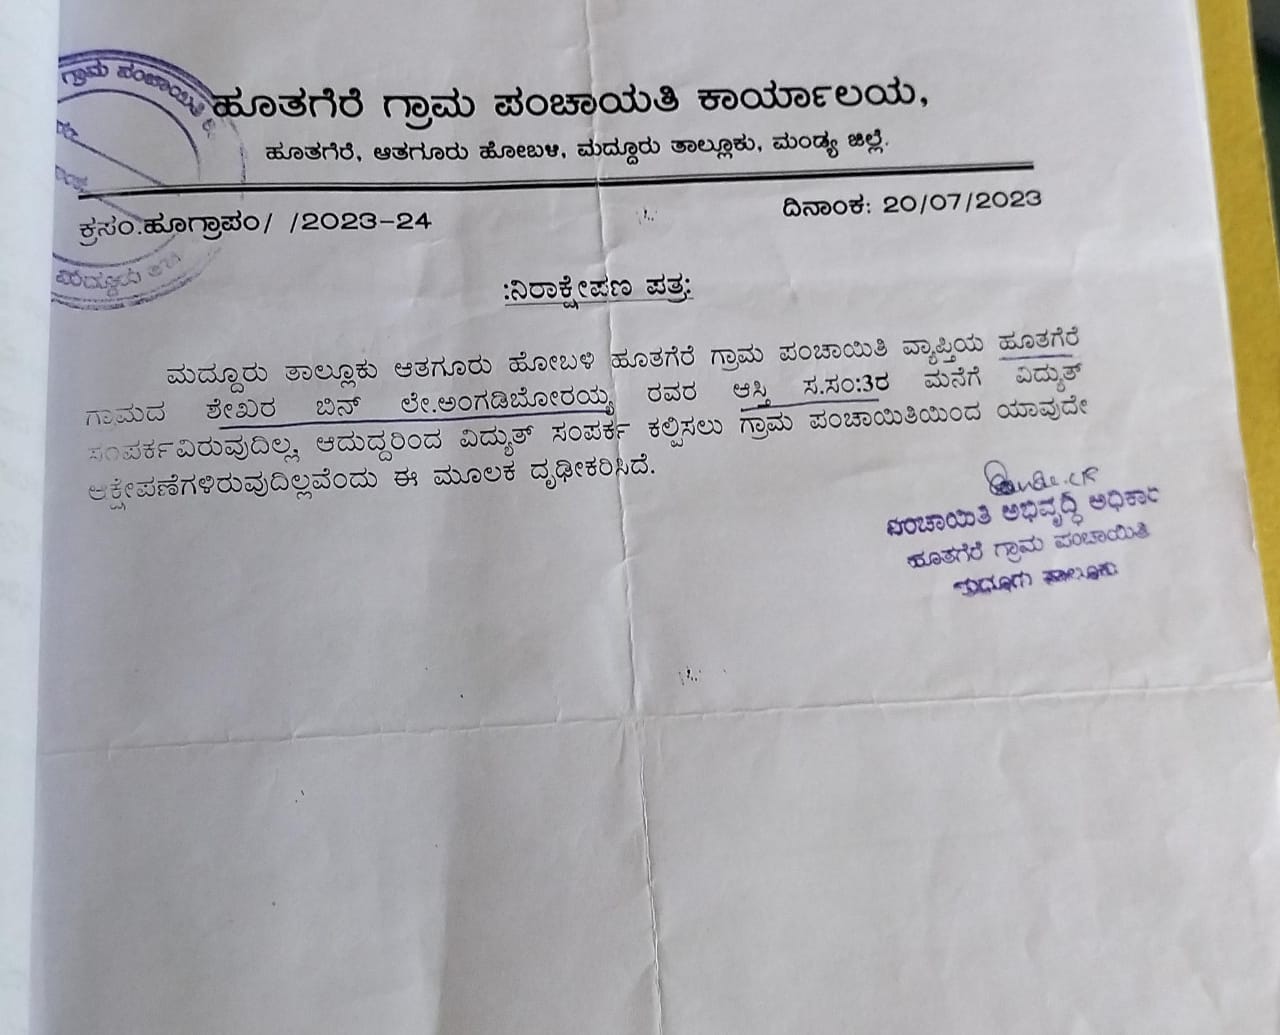 ಗ್ರಾಮ ಪಂಚಾಯಿತಿ
ಹೂತಗೆರೆ ಗ್ರಾಮ ಪಂಚಾಯತಿ ಕಾರ್ಯಾಲಯ,
ಹೂತಗೆರೆ, ಆತಗೂರು ಹೋಬಳಿ, ಮದ್ದೂರು ತಾಲ್ಲೂಕು, ಮಂಡ್ಯ ಜಿಲ್ಲೆ.
ಕ್ರಸಂ.ಹೂಗ್ರಾಪಂ/ /2023-24
ದಿನಾಂಕ: 20/07/2023
:ನಿರಾಕ್ಷೇಪಣ ಪತ್ರ:
ಮದ್ದೂರು ತಾಲ್ಲೂಕು ಆತಗೂರು ಹೋಬಳಿ ಹೂತಗೆರೆ ಗ್ರಾಮ ಪಂಚಾಯಿತಿ ವ್ಯಾಪ್ತಿಯ ಹೂತಗೆರೆ
ಗ್ರಾಮದ ಶೇಖರ ಬಿನ್ ಲೇ.ಅಂಗಡಿಬೋರಯ್ಯ ರವರ ಆಸ್ತಿ ಸ.ಸಂ:3ರ ಮನೆಗೆ ವಿದ್ಯುತ್
ಸಂಪರ್ಕವಿರುವುದಿಲ್ಲ, ಆದುದ್ದರಿಂದ ವಿದ್ಯುತ್ ಸಂಪರ್ಕ ಕಲ್ಪಿಸಲು ಗ್ರಾಮ ಪಂಚಾಯಿತಿಯಿಂದ ಯಾವುದೇ
ಆಕ್ಷೇಪಣೆಗಳಿರುವುದಿಲ್ಲವೆಂದು ಈ ಮೂಲಕ ದೃಢೀಕರಿಸಿದೆ.
ಪಂಚಾಯಿತಿ ಅಭಿವೃದ್ಧಿ ಅಧಿಕಾರಿ
ಹೂತಗೆರೆ ಗ್ರಾಮ ಪಂಚಾಯಿತಿ
ಮದ್ದೂರು ತಾಲ್ಲೂಕು